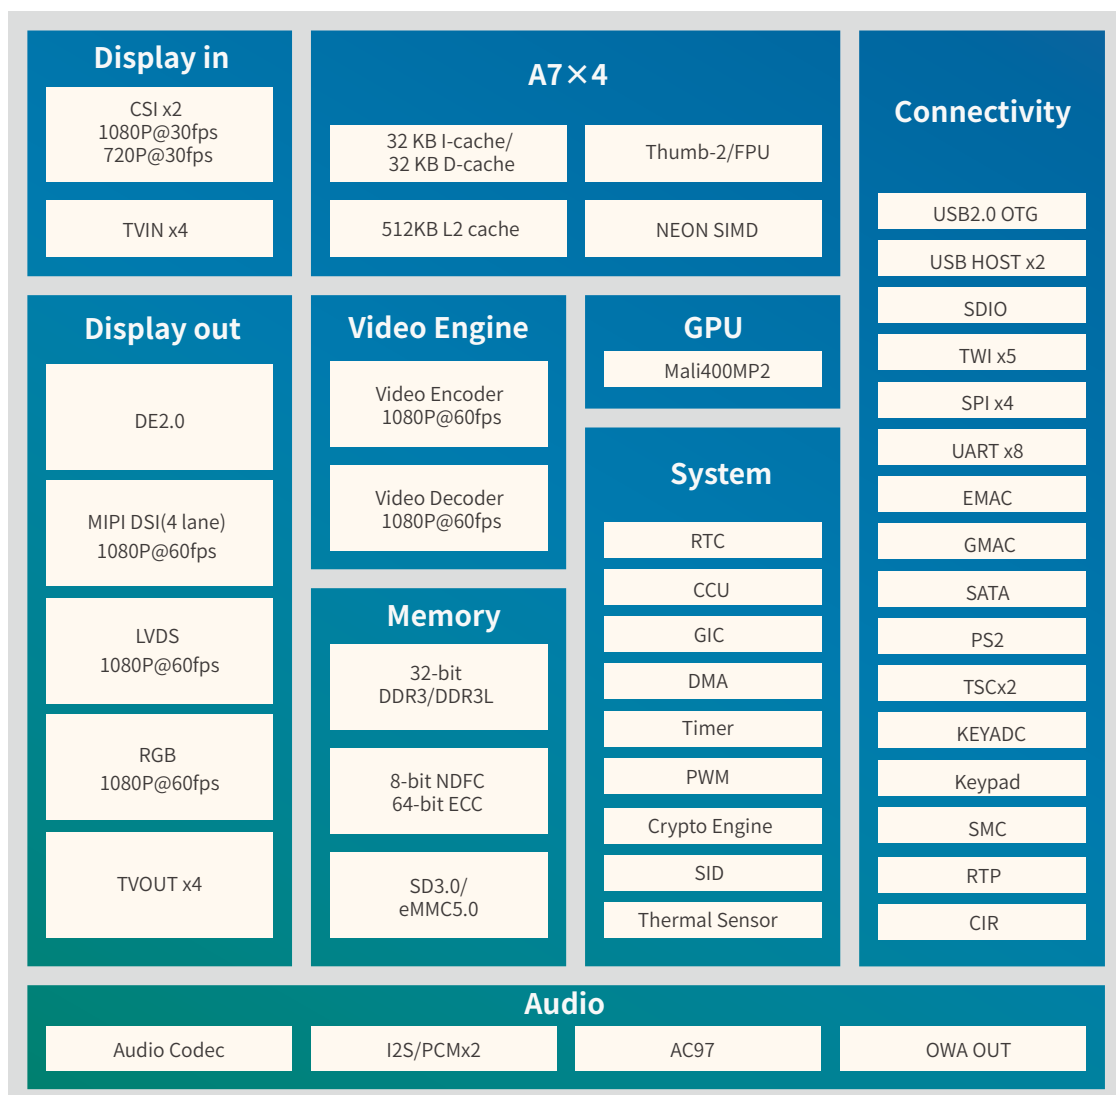 Display in
CSI x2
1080P@30fps
720P@30fps
TVIN x4
A7×4
32 KB I-cache/
32 KB D-cache
Thumb-2/FPU
512KB L2 cache
NEON SIMD
Connectivity
USB2.0 OTG
USB HOST x2
SDIO
TWI x5
SPI x4
UART x8
EMAC
GMAC
SATA
PS2
TSCx2
KEYADC
Keypad
SMC
RTP
CIR
Display out
DE2.0
MIPI DSI(4 lane)
1080P@60fps
LVDS
1080P@60fps
RGB
1080P@60fps
TVOUT x4
Video Engine
Video Encoder
1080P@60fps
Video Decoder
1080P@60fps
GPU
Mali400MP2
Memory
32-bit
DDR3/DDR3L
8-bit NDFC
64-bit ECC
SD3.0/
eMMC5.0
System
RTC
CCU
GIC
DMA
Timer
PWM
Crypto Engine
SID
Thermal Sensor
Audio
Audio Codec
I2S/PCMx2
AC97
OWA OUT